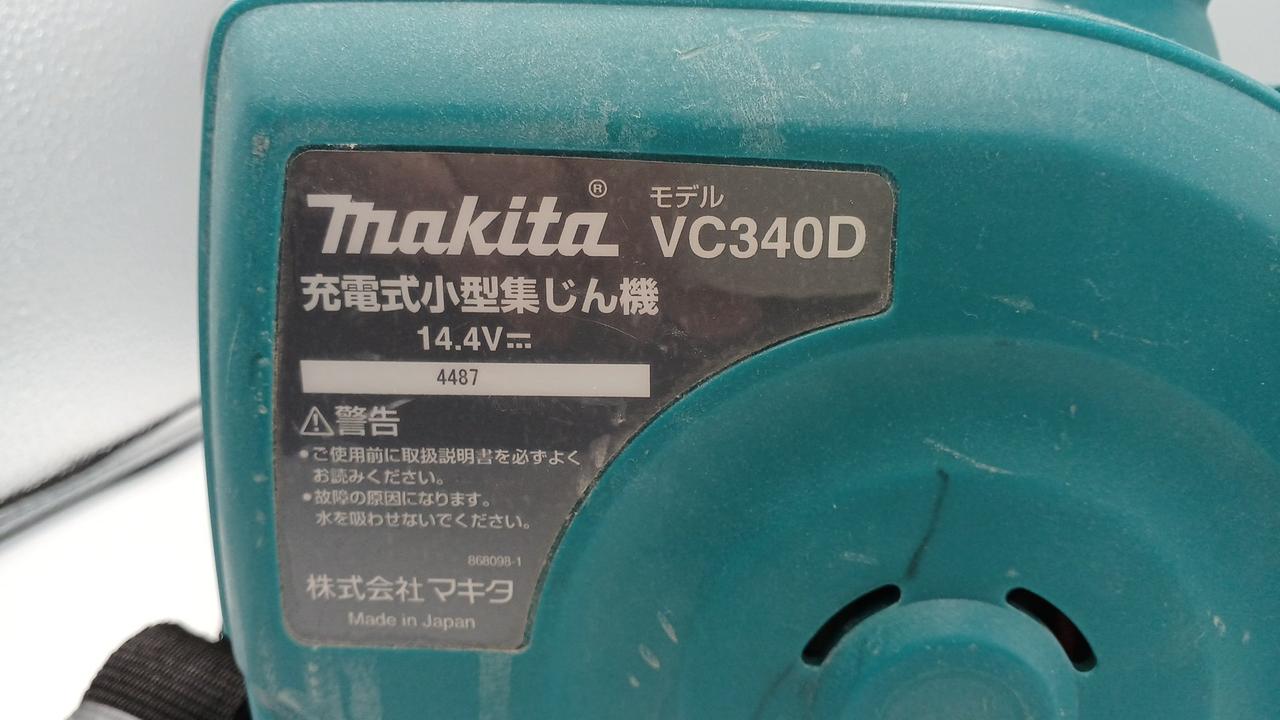 makita®
モデル
VC340D
充電式小型集じん機
14.4V⎓
4487
⚠警告
•ご使用前に取扱説明書を必ずよく
お読みください。
•故障の原因になります。
水を吸わせないでください。
868098-1
株式会社マキタ
Made in Japan